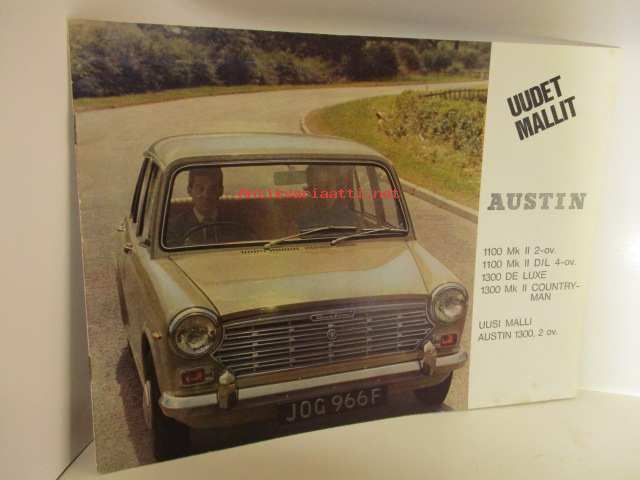 UUDET
MALLIT
AUSTIN
1100 Mk II 2-ov.
1100 Mk II D/L 4-ov.
1300 DE LUXE
1300 Mk II COUNTRY-
MAN
UUSI MALLI
AUSTIN 1300, 2 ov.
JOG 966F